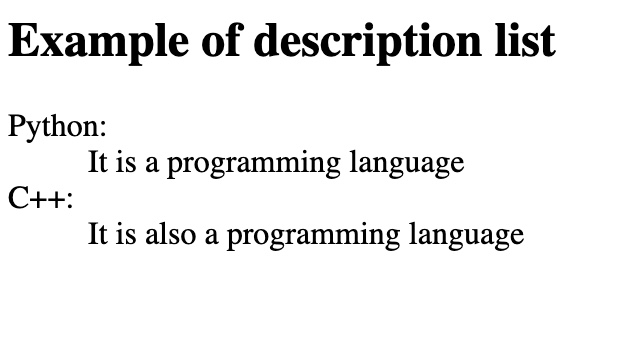 Example of description list
Python:
It is a programming language
C++:
It is also a programming language